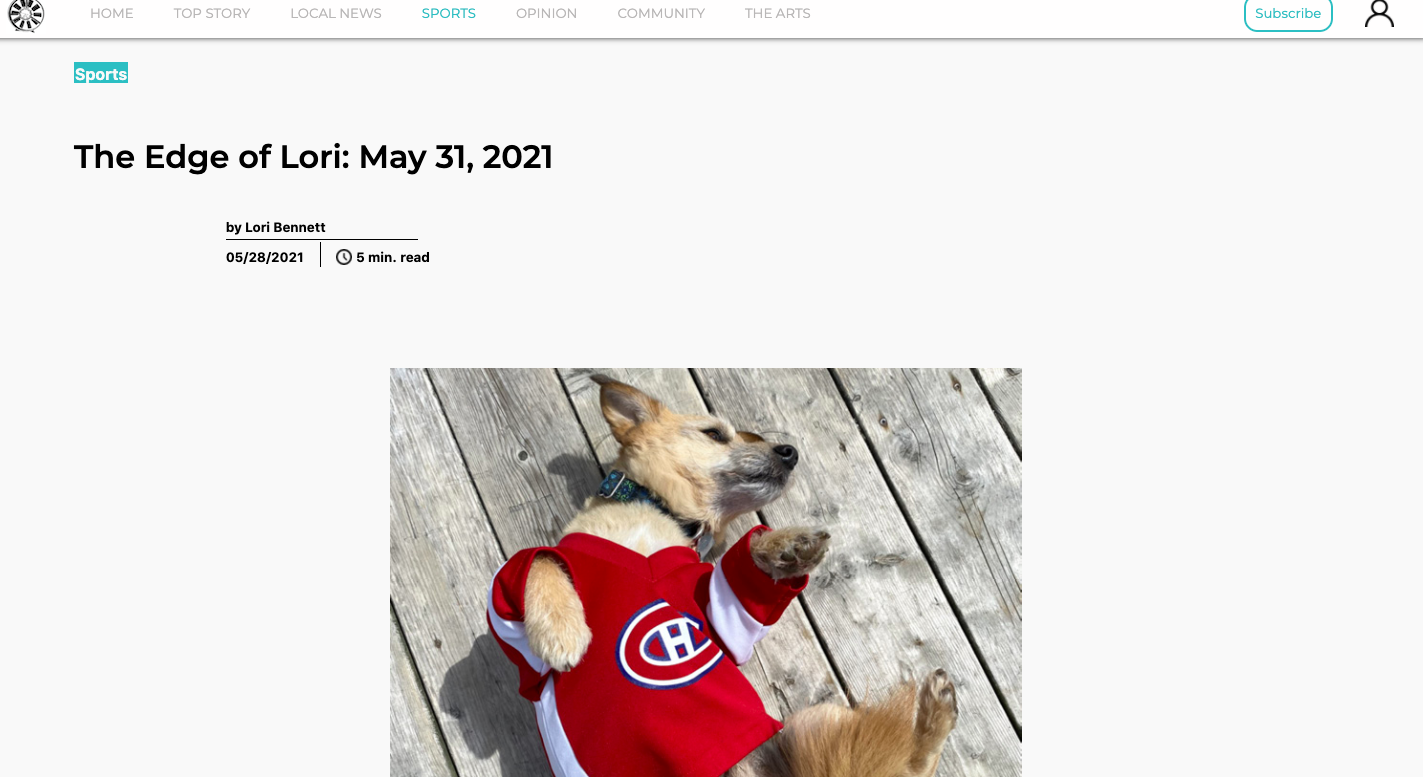 HOME TOP STORY LOCAL NEWS SPORTS OPINION COMMUNITY THE ARTS Subscribe
Sports
The Edge of Lori: May 31, 2021
by Lori Bennett
05/28/2021 5 min. read
CH